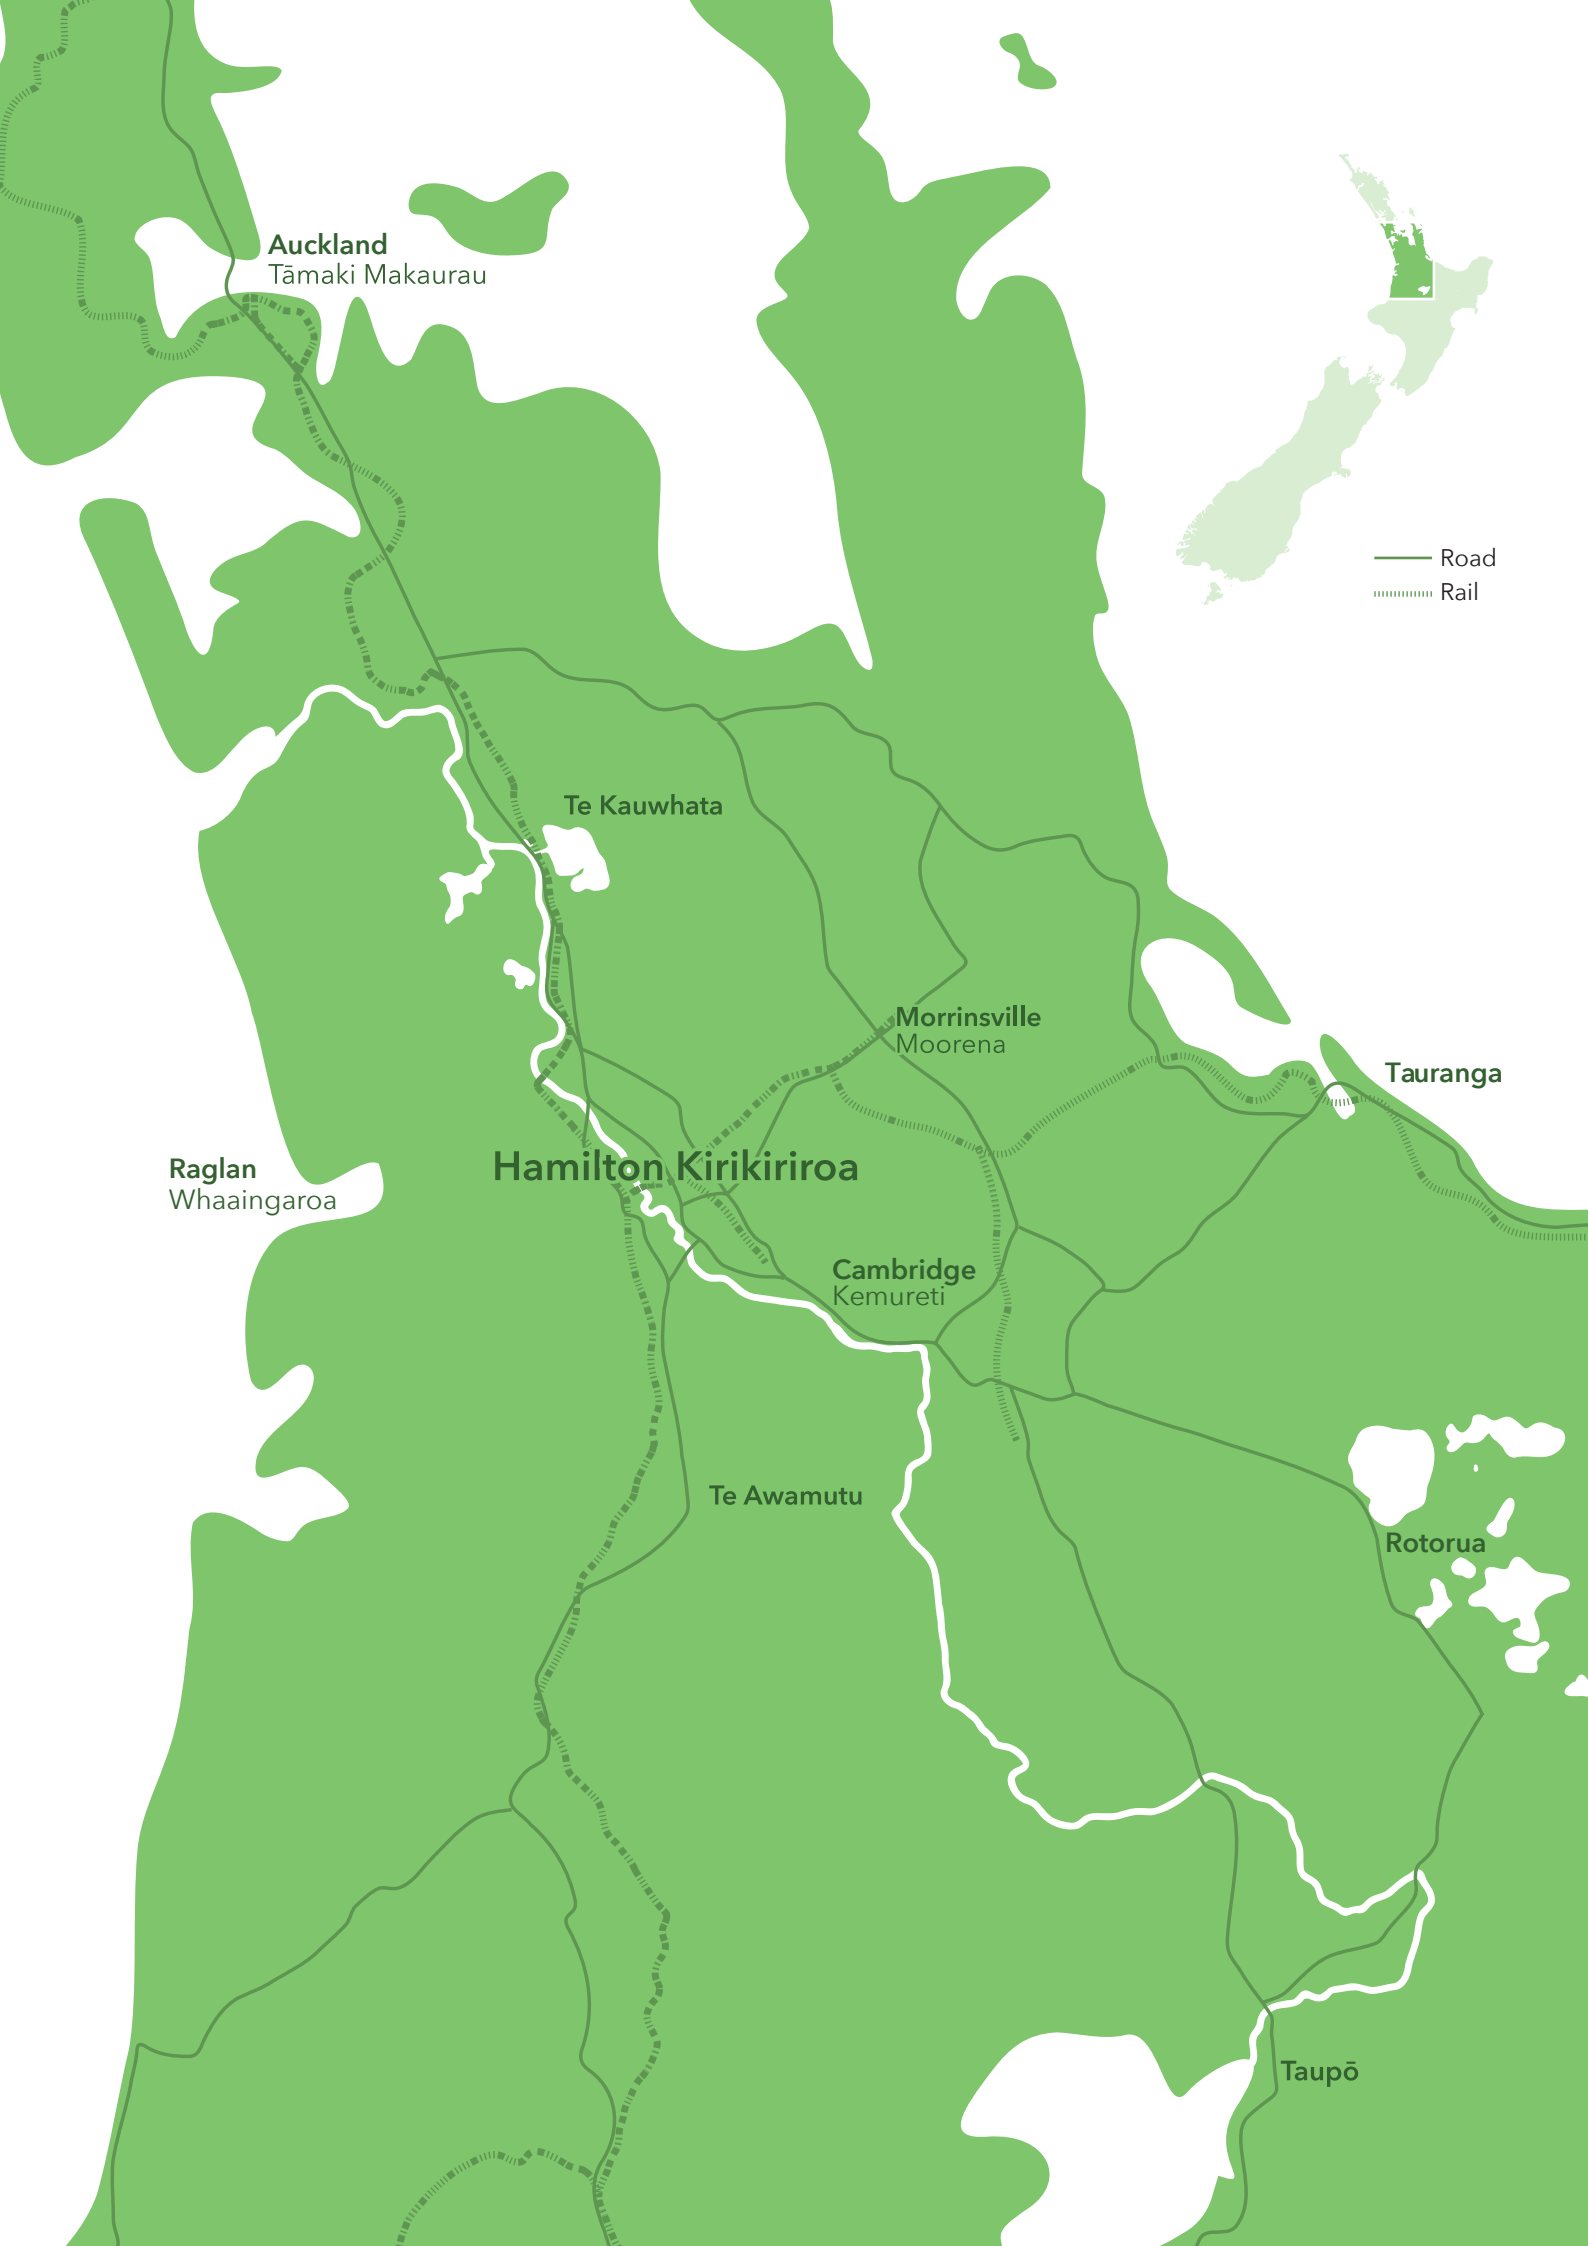 Auckland
Tāmaki Makaurau
Road
Rail
Te Kauwhata
Morrinsville
Moorena
Tauranga
Hamilton Kirikiriroa
Raglan
Whaaingaroa
Cambridge
Kemureti
Te Awamutu
Rotorua
Taupō